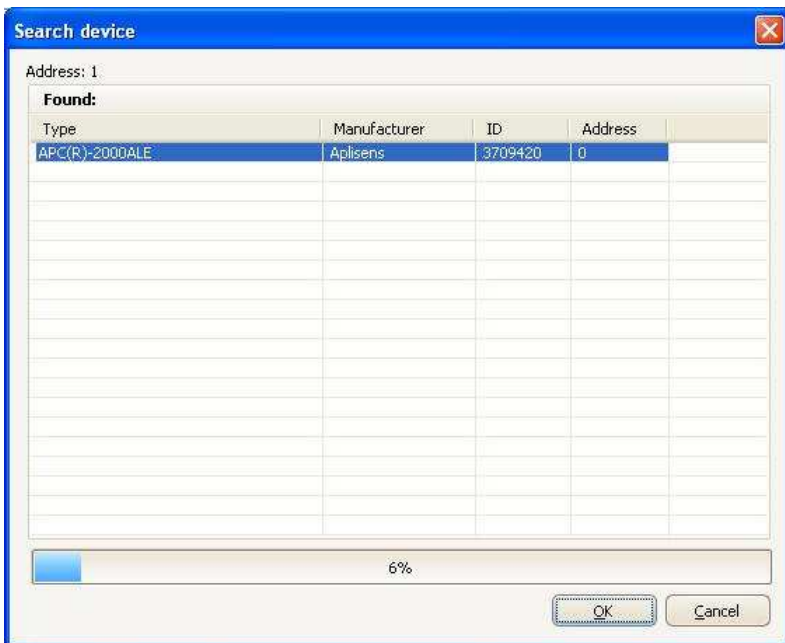 Search device
Address: 1
Found:
Type Manufacturer ID Address
APC(R)-2000ALE Aplisens 3709420 0
6%
OK Cancel